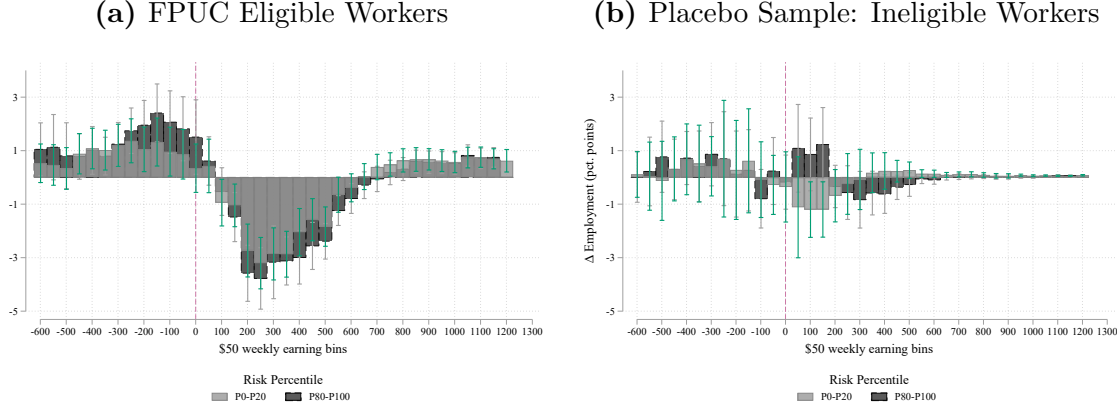 (a) FPUC Eligible Workers
3
1
-1
-3
-5
-600 -500 -400 -300 -200 -100 0 100 200 300 400 500 600 700 800 900 1000 1100 1200 1300
$50 weekly earning bins
Risk Percentile
P0-P20 P80-P100
(b) Placebo Sample: Ineligible Workers
Δ Employment (pct. points)
3
1
-1
-3
-5
-600 -500 -400 -300 -200 -100 0 100 200 300 400 500 600 700 800 900 1000 1100 1200 1300
$50 weekly earning bins
Risk Percentile
P0-P20 P80-P100